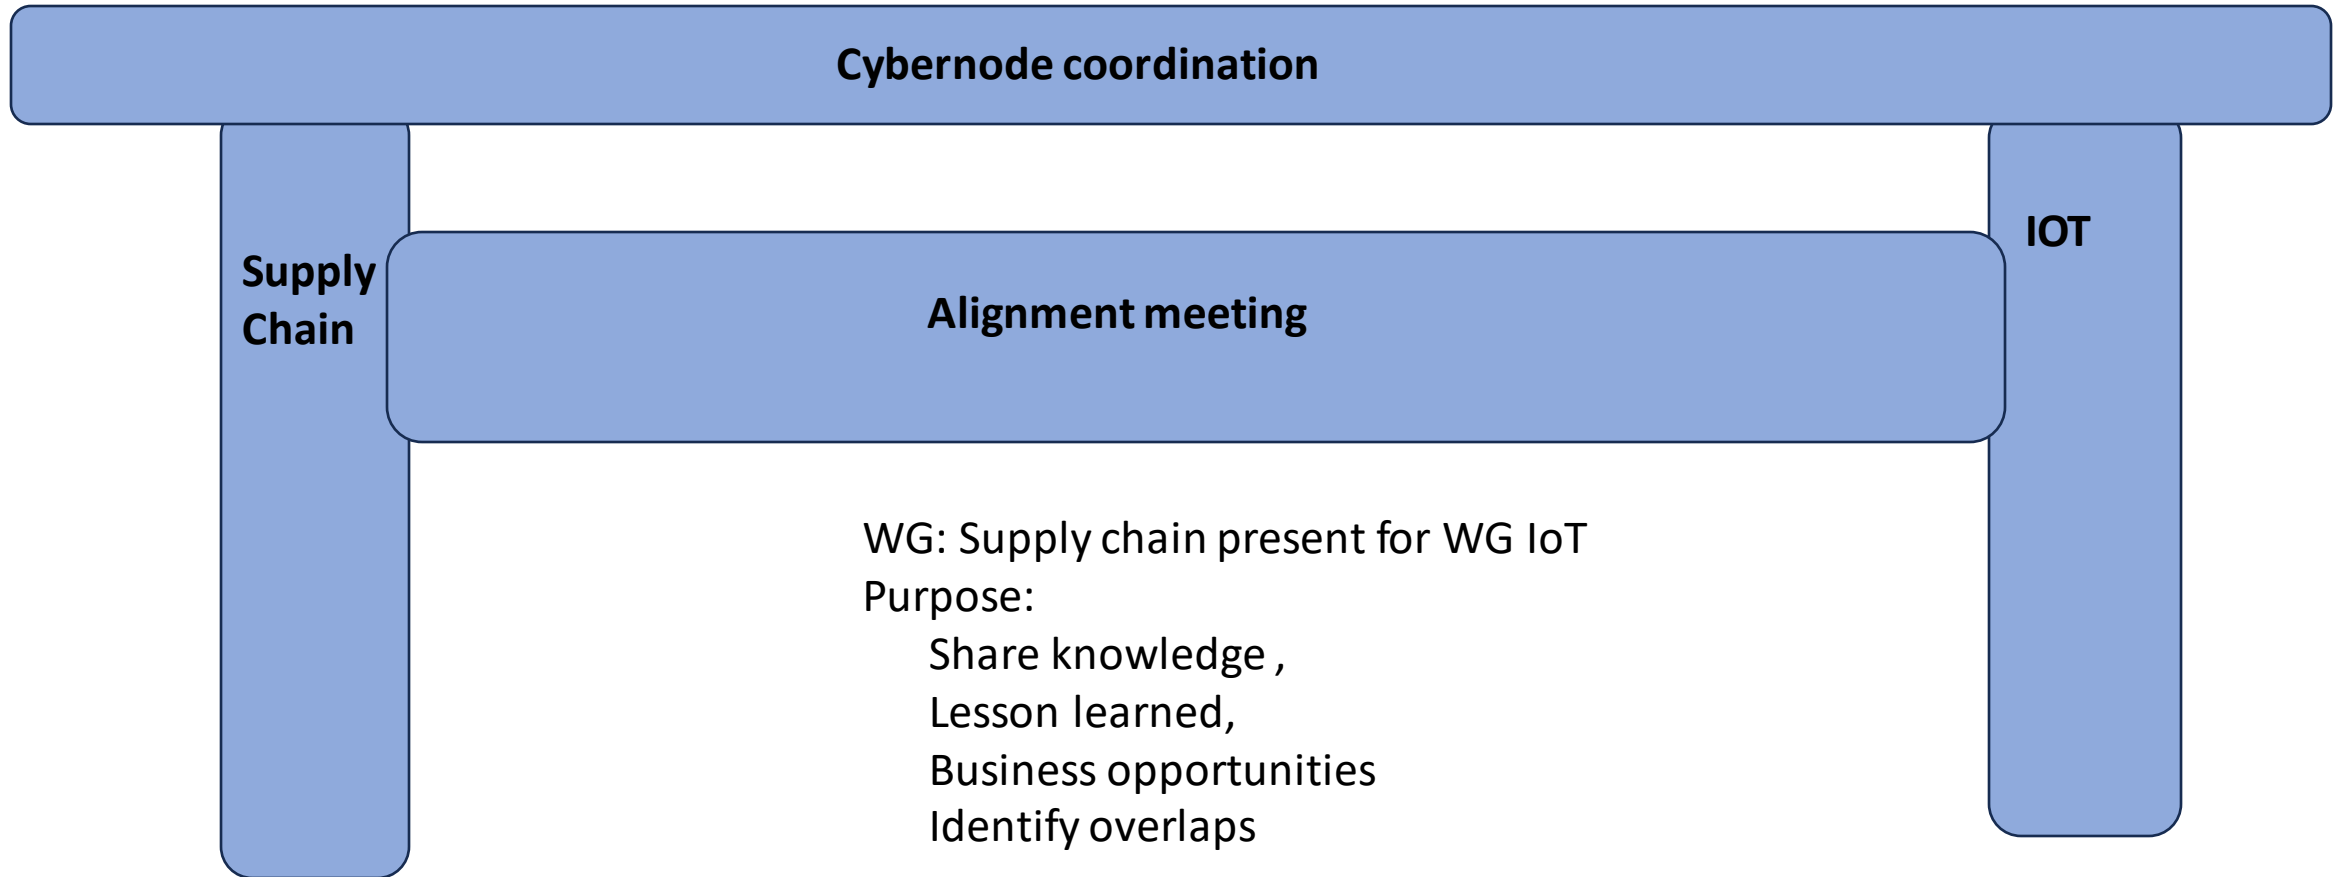 Cybernode coordination
Supply
Chain
Alignment meeting
IOT
WG: Supply chain present for WG IoT
Purpose:
Share knowledge ,
Lesson learned,
Business opportunities
Identify overlaps